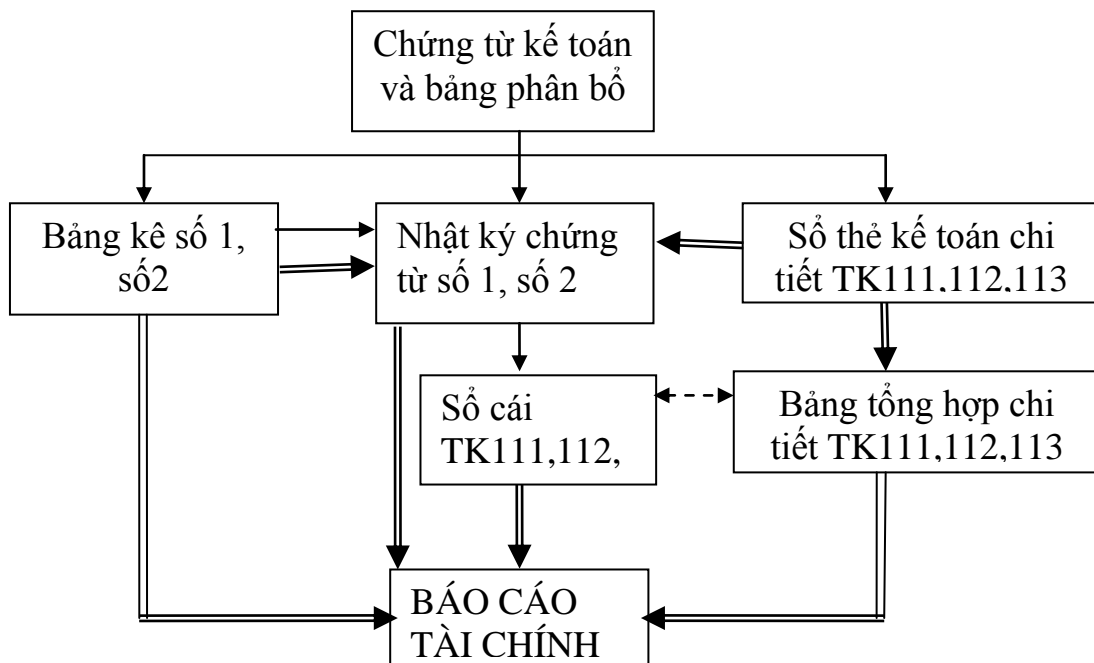 Chứng từ kế toán
và bảng phân bổ
Bảng kê số 1,
số2
Nhật ký chứng
từ số 1, số 2
Sổ thẻ kế toán chi
tiết TK111,112,113
Sổ cái
TK111,112,
Bảng tổng hợp chi
tiết TK111,112,113
BÁO CÁO
TÀI CHÍNH